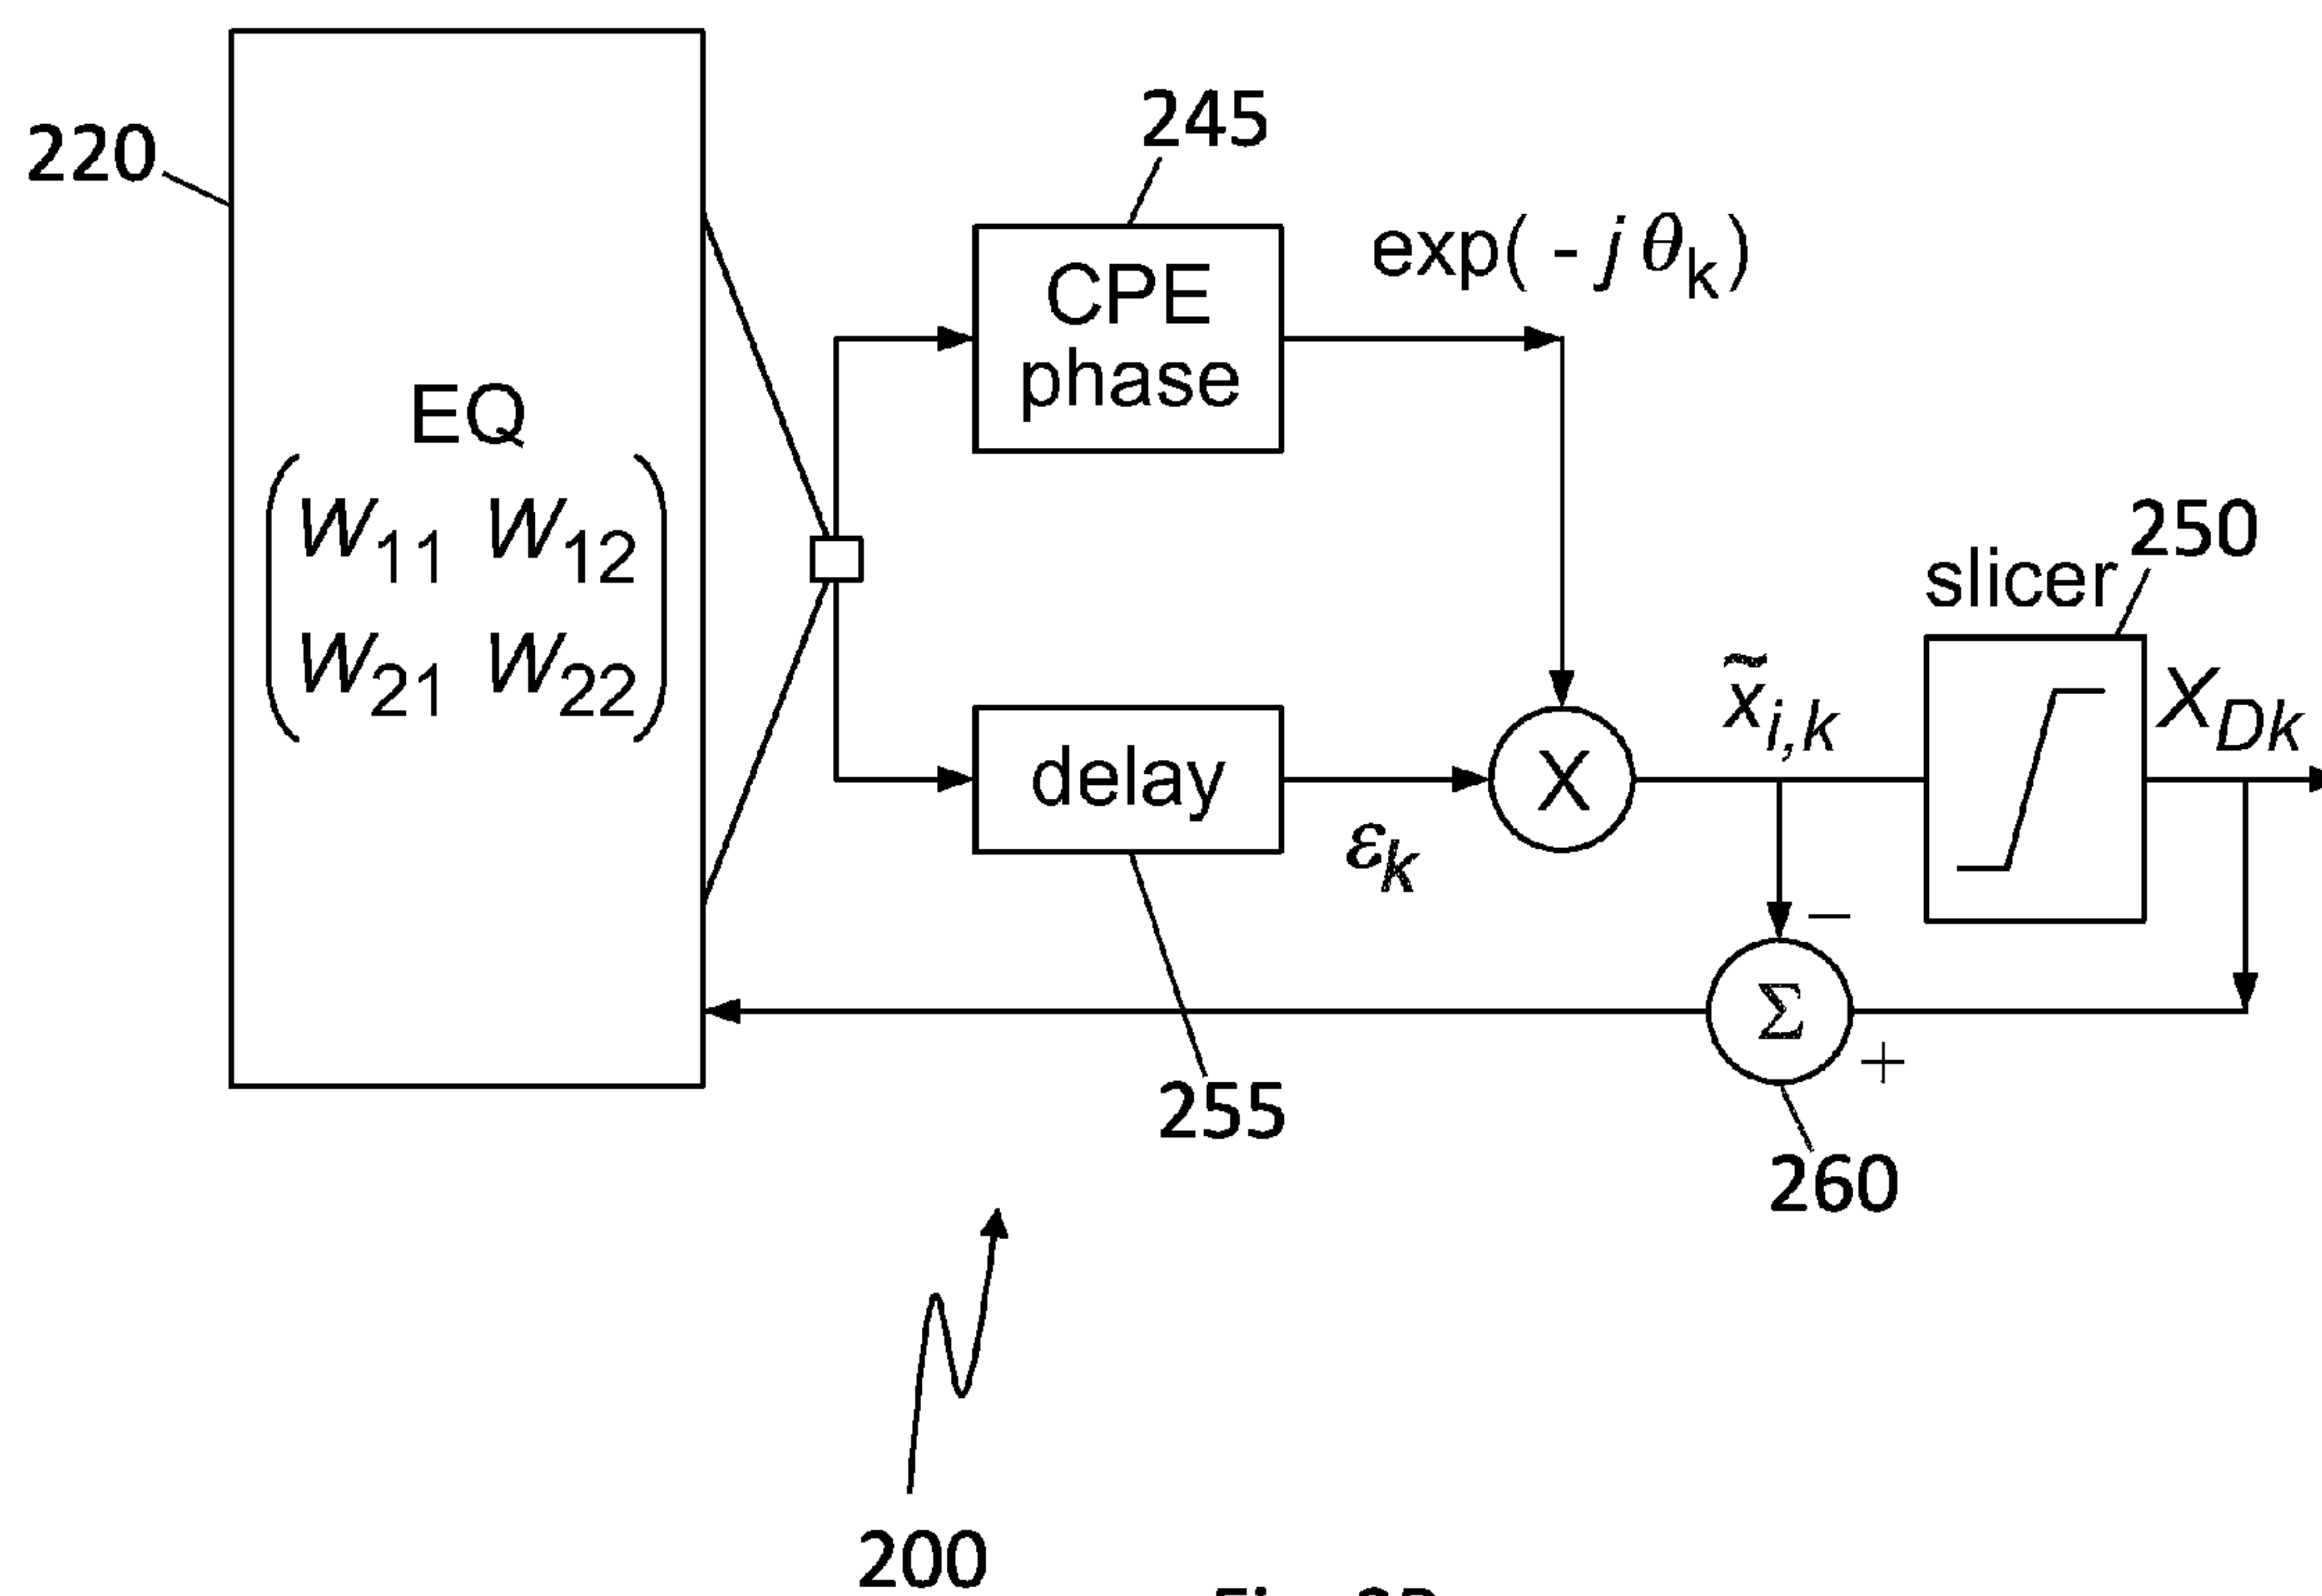 220
245
exp( - j θk)
CPE
phase
EQ
W11 W12
W21 W22
250
slicer
x̃i,k
XDk
delay
X
εk
−
Σ
+
255
260
200